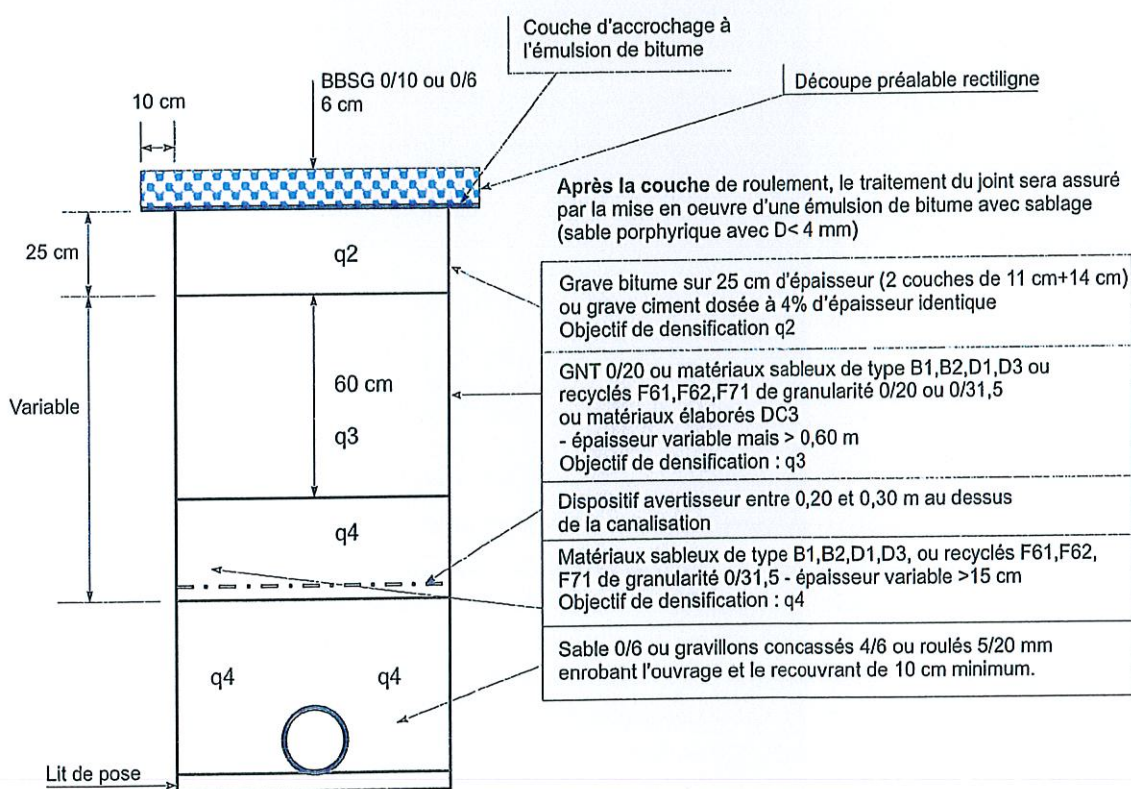 Couche d'accrochage à
l'émulsion de bitume
BBSG 0/10 ou 0/6
6 cm
Découpe préalable rectiligne
10 cm
Après la couche de roulement, le traitement du joint sera assuré
par la mise en oeuvre d'une émulsion de bitume avec sablage
(sable porphyrique avec D< 4 mm)
25 cm
q2
Grave bitume sur 25 cm d'épaisseur (2 couches de 11 cm+14 cm)
ou grave ciment dosée à 4% d'épaisseur identique
Objectif de densification q2
Variable
60 cm
q3
GNT 0/20 ou matériaux sableux de type B1,B2,D1,D3 ou
recyclés F61,F62,F71 de granularité 0/20 ou 0/31,5
ou matériaux élaborés DC3
- épaisseur variable mais > 0,60 m
Objectif de densification : q3
q4
Dispositif avertisseur entre 0,20 et 0,30 m au dessus
de la canalisation
Matériaux sableux de type B1,B2,D1,D3, ou recyclés F61,F62,
F71 de granularité 0/31,5 - épaisseur variable >15 cm
Objectif de densification : q4
q4 q4
Sable 0/6 ou gravillons concassés 4/6 ou roulés 5/20 mm
enrobant l'ouvrage et le recouvrant de 10 cm minimum.
Lit de pose